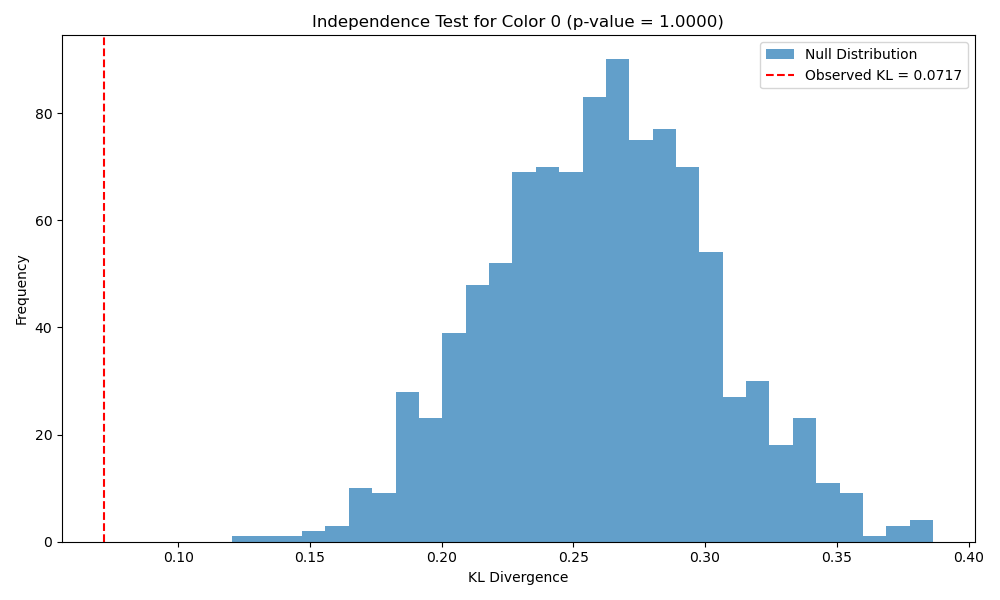 Independence Test for Color 0 (p-value = 1.0000)
Null Distribution
Observed KL = 0.0717
Frequency
80
60
40
20
0
0.10 0.15 0.20 0.25 0.30 0.35 0.40
KL Divergence